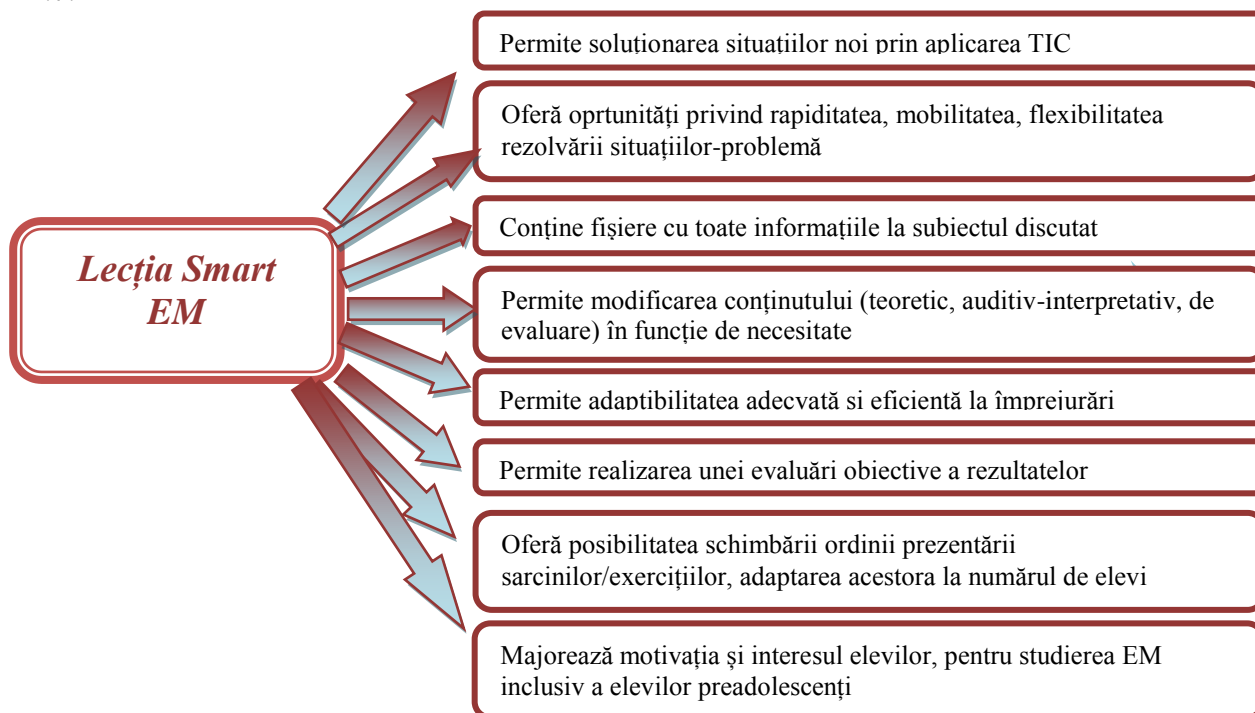 Permite soluționarea situațiilor noi prin aplicarea TIC
Oferă oprtunități privind rapiditatea, mobilitatea, flexibilitatea
rezolvării situațiilor-problemă
Conține fișiere cu toate informațiile la subiectul discutat
Lecția Smart
EM
Permite modificarea conținutului (teoretic, auditiv-interpretativ, de
evaluare) în funcție de necesitate
Permite adaptibilitatea adecvată si eficientă la împrejurări
Permite realizarea unei evaluări obiective a rezultatelor
Oferă posibilitatea schimbării ordinii prezentării
sarcinilor/exercițiilor, adaptarea acestora la numărul de elevi
Majorează motivația și interesul elevilor, pentru studierea EM
inclusiv a elevilor preadolescenți